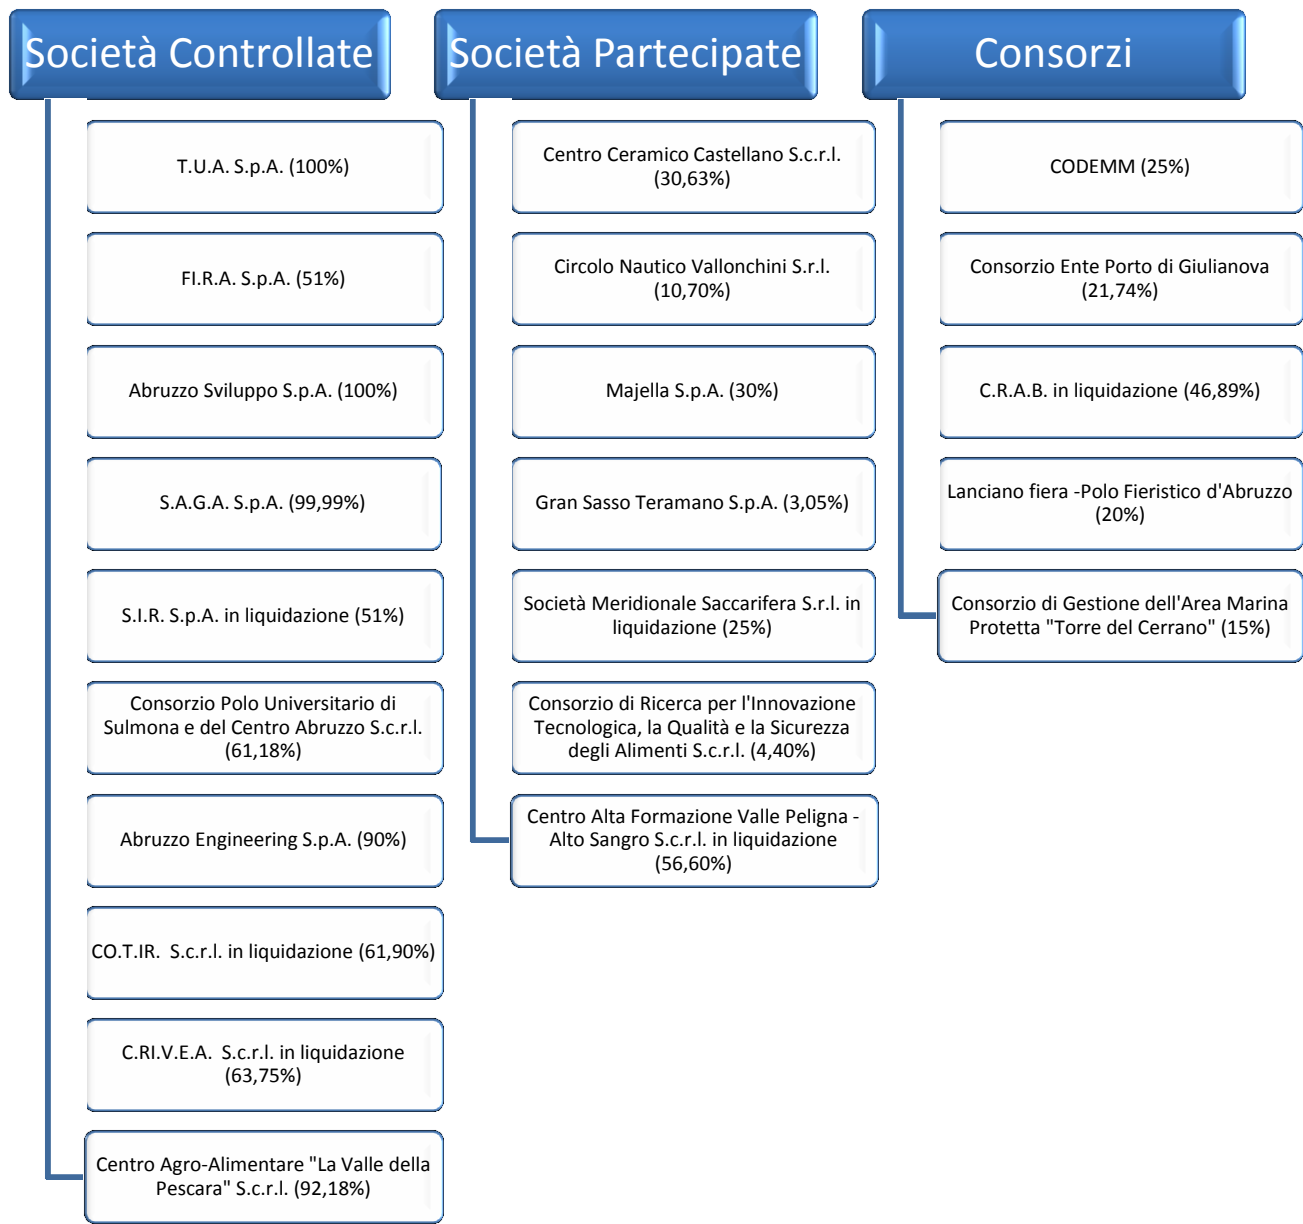 Società Controllate
T.U.A. S.p.A. (100%)
FI.R.A. S.p.A. (51%)
Abruzzo Sviluppo S.p.A. (100%)
S.A.G.A. S.p.A. (99,99%)
S.I.R. S.p.A. in liquidazione (51%)
Consorzio Polo Universitario di
Sulmona e del Centro Abruzzo S.c.r.l.
(61,18%)
Abruzzo Engineering S.p.A. (90%)
CO.T.IR. S.c.r.l. in liquidazione (61,90%)
C.RI.V.E.A. S.c.r.l. in liquidazione
(63,75%)
Centro Agro-Alimentare "La Valle della
Pescara" S.c.r.l. (92,18%)
Società Partecipate
Centro Ceramico Castellano S.c.r.l.
(30,63%)
Circolo Nautico Vallonchini S.r.l.
(10,70%)
Majella S.p.A. (30%)
Gran Sasso Teramano S.p.A. (3,05%)
Società Meridionale Saccarifera S.r.l. in
liquidazione (25%)
Consorzio di Ricerca per l'Innovazione
Tecnologica, la Qualità e la Sicurezza
degli Alimenti S.c.r.l. (4,40%)
Centro Alta Formazione Valle Peligna -
Alto Sangro S.c.r.l. in liquidazione
(56,60%)
Consorzi
CODEMM (25%)
Consorzio Ente Porto di Giulianova
(21,74%)
C.R.A.B. in liquidazione (46,89%)
Lanciano fiera -Polo Fieristico d'Abruzzo
(20%)
Consorzio di Gestione dell'Area Marina
Protetta "Torre del Cerrano" (15%)